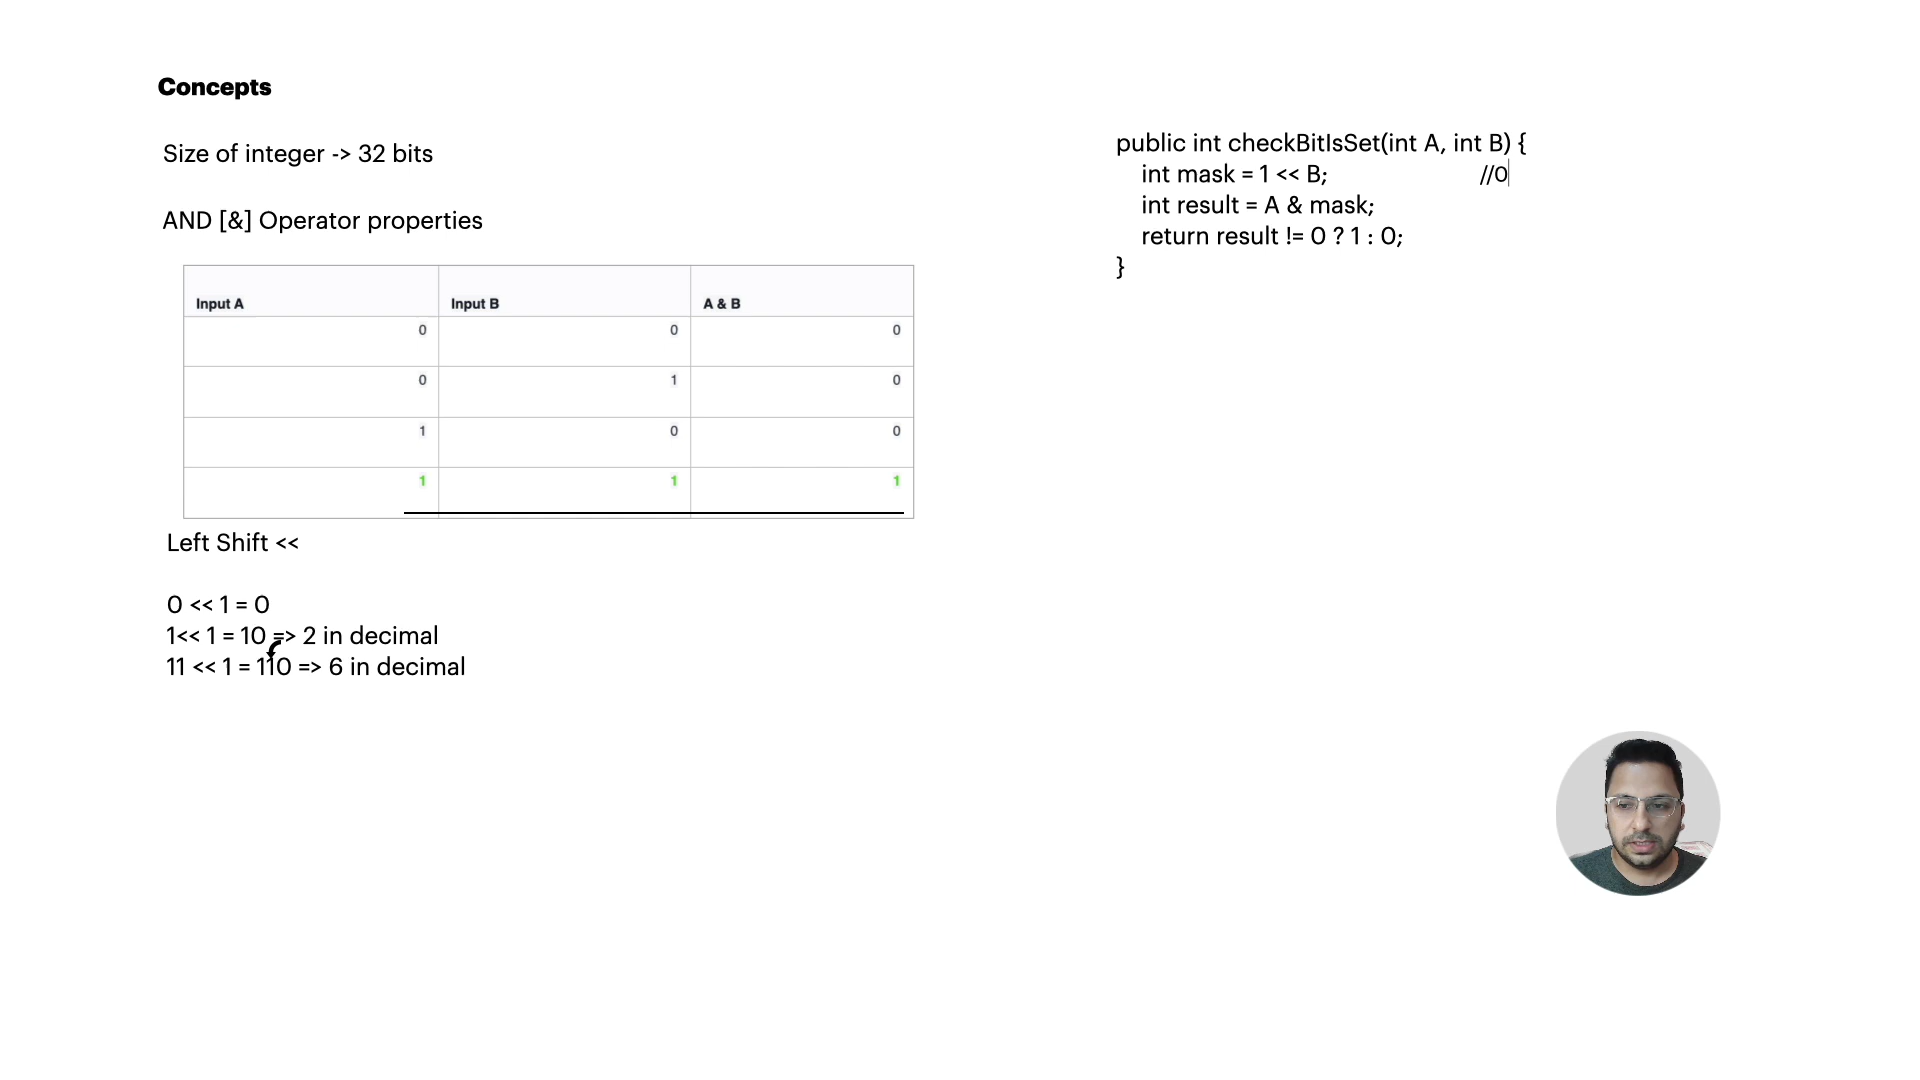 Concepts
Size of integer -> 32 bits
AND [&] Operator properties
Input A Input B A & B
0 0 0
0 1 0
1 0 0
1 1 1
Left Shift <<
0 << 1 = 0
1<< 1 = 10 => 2 in decimal
11 << 1 = 110 => 6 in decimal
public int checkBitIsSet(int A, int B) {
int mask = 1 << B; //0
int result = A & mask;
return result != 0 ? 1 : 0;
}